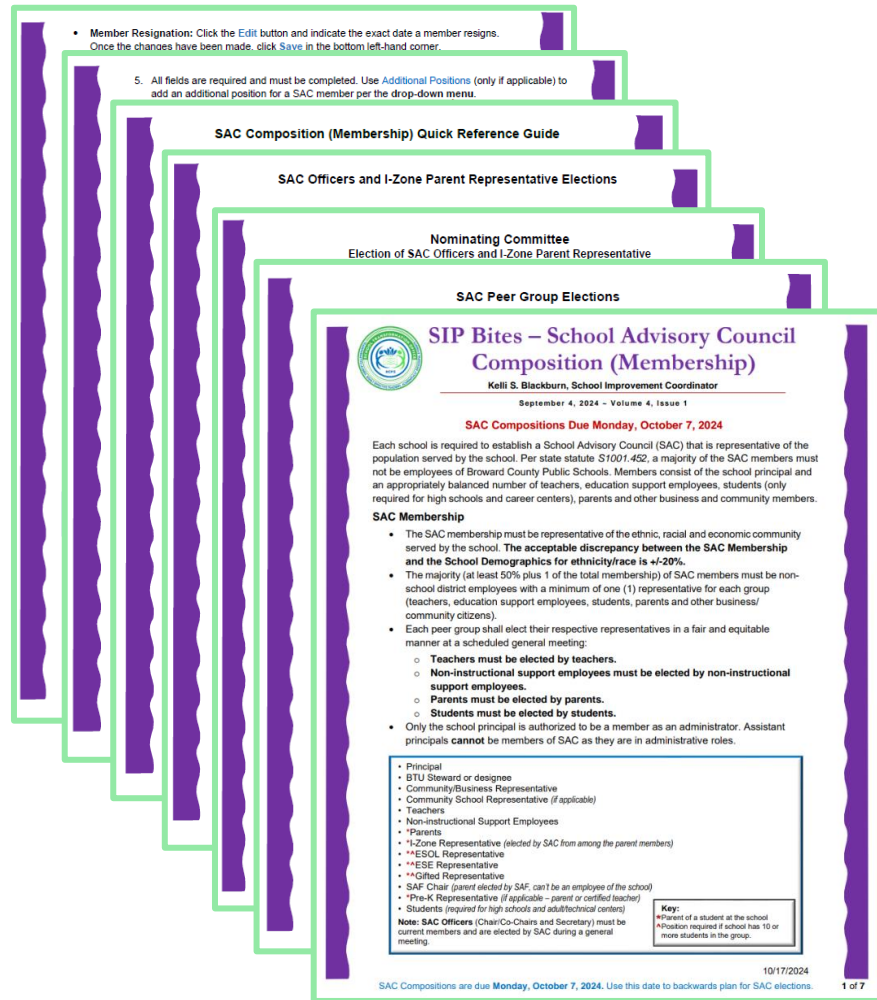 • Member Resignation: Click the Edit button and indicate the exact date a member resigns.
Once the changes have been made, click Save in the bottom left-hand corner.
5. All fields are required and must be completed. Use Additional Positions (only if applicable) to
add an additional position for a SAC member per the drop-down menu.
SAC Composition (Membership) Quick Reference Guide
SAC Officers and I-Zone Parent Representative Elections
Nominating Committee
Election of SAC Officers and I-Zone Parent Representative
SAC Peer Group Elections
SIP Bites – School Advisory Council
Composition (Membership)
Kelli S. Blackburn, School Improvement Coordinator
September 4, 2024 – Volume 4, Issue 1
SAC Compositions Due Monday, October 7, 2024
Each school is required to establish a School Advisory Council (SAC) that is representative of the
population served by the school. Per state statute S1001.452, a majority of the SAC members must
not be employees of Broward County Public Schools. Members consist of the school principal and
an appropriately balanced number of teachers, education support employees, students (only
required for high schools and career centers), parents and other business and community members.
SAC Membership
• The SAC membership must be representative of the ethnic, racial and economic community
served by the school. The acceptable discrepancy between the SAC Membership
and the School Demographics for ethnicity/race is +/-20%.
• The majority (at least 50% plus 1 of the total membership) of SAC members must be non-
school district employees with a minimum of one (1) representative for each group
(teachers, education support employees, students, parents and other business/
community citizens).
• Each peer group shall elect their respective representatives in a fair and equitable
manner at a scheduled general meeting:
o Teachers must be elected by teachers.
o Non-instructional support employees must be elected by non-instructional
support employees.
o Parents must be elected by parents.
o Students must be elected by students.
• Only the school principal is authorized to be a member as an administrator. Assistant
principals cannot be members of SAC as they are in administrative roles.
• Principal
• BTU Steward or designee
• Community/Business Representative
• Community School Representative (if applicable)
• Teachers
• Non-instructional Support Employees
• *Parents
• *I-Zone Representative (elected by SAC from among the parent members)
• *^ESOL Representative
• *^ESE Representative
• *^Gifted Representative
• SAF Chair (parent elected by SAF, can't be an employee of the school)
• *Pre-K Representative (if applicable – parent or certified teacher)
• Students (required for high schools and adult/technical centers)
Note: SAC Officers (Chair/Co-Chairs and Secretary) must be
current members and are elected by SAC during a general
meeting.
Key:
*Parent of a student at the school
^Position required if school has 10 or
more students in the group.
10/17/2024
SAC Compositions are due Monday, October 7, 2024. Use this date to backwards plan for SAC elections.
1 of 7